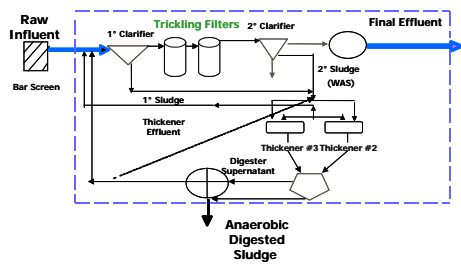 Raw
Influent
Bar Screen
1° Clarifier
Trickling Filters
2° Clarifier
Final Effluent
2° Sludge
(WAS)
1° Sludge
Thickener
Effluent
Thickener #3
Thickener #2
Digester
Supernatant
Anaerobic
Digested
Sludge